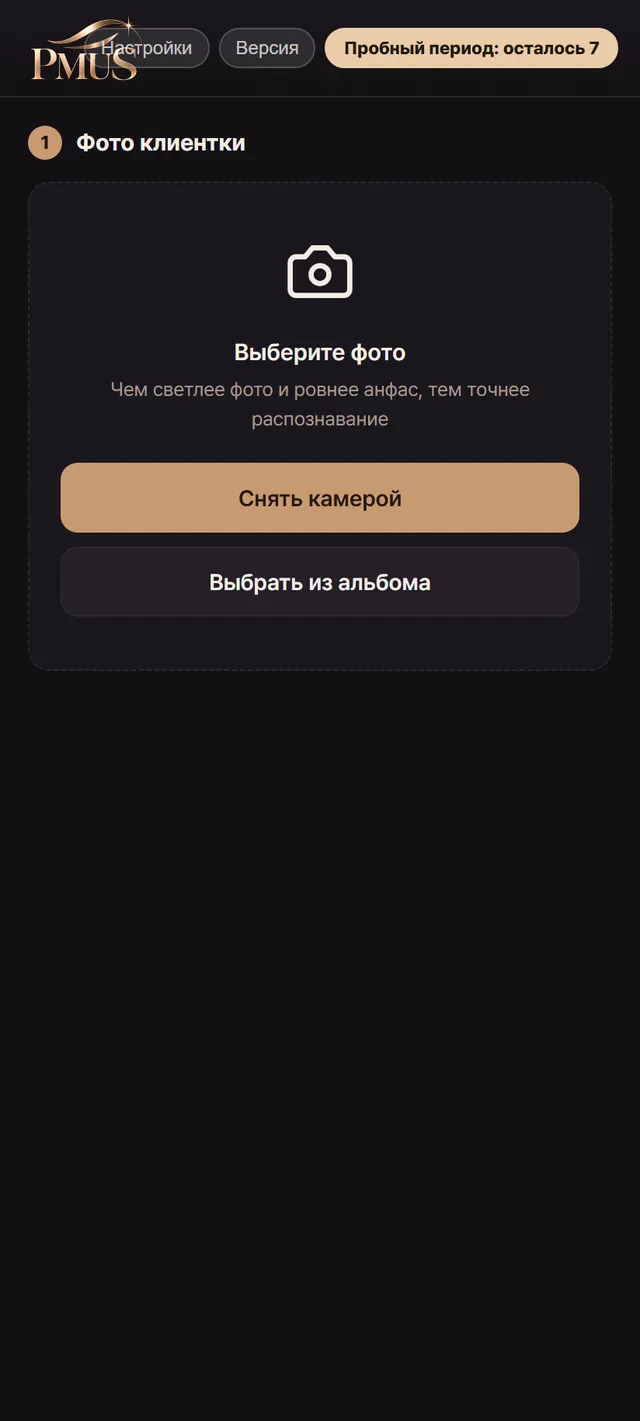 PMUS
Настройки
Версия
Пробный период: осталось 7
1
Фото клиентки
Выберите фото
Чем светлее фото и ровнее анфас, тем точнее
распознавание
Снять камерой
Выбрать из альбома